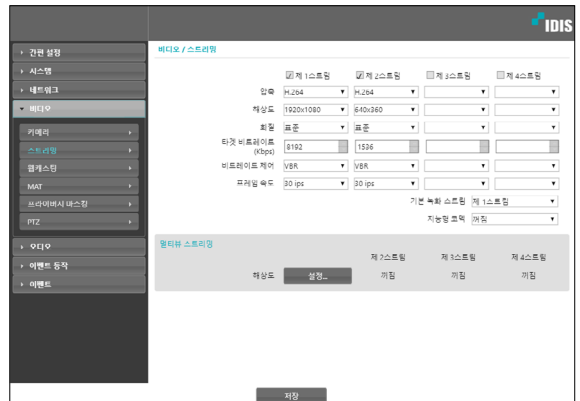 IDIS
간편 설정
시스템
네트워크
비디오
카메라
스트리밍
웹캐스팅
MAT
프라이버시 마스킹
PTZ
오디오
이벤트 동작
이벤트
비디오 / 스트리밍
제 1스트림 제 2스트림 제 3스트림 제 4스트림
압축 H.264 H.264
해상도 1920x1080 640x360
화질 표준 표준
타겟 비트레이트 (Kbps) 8192 1536
비트레이트 제어 VBR VBR
프레임 속도 30 ips 30 ips
기본 녹화 스트림 제 1스트림
지능형 코덱 꺼짐
멀티뷰 스트리밍
제 2스트림 제 3스트림 제 4스트림
해상도 설정... 꺼짐 꺼짐 꺼짐
저장